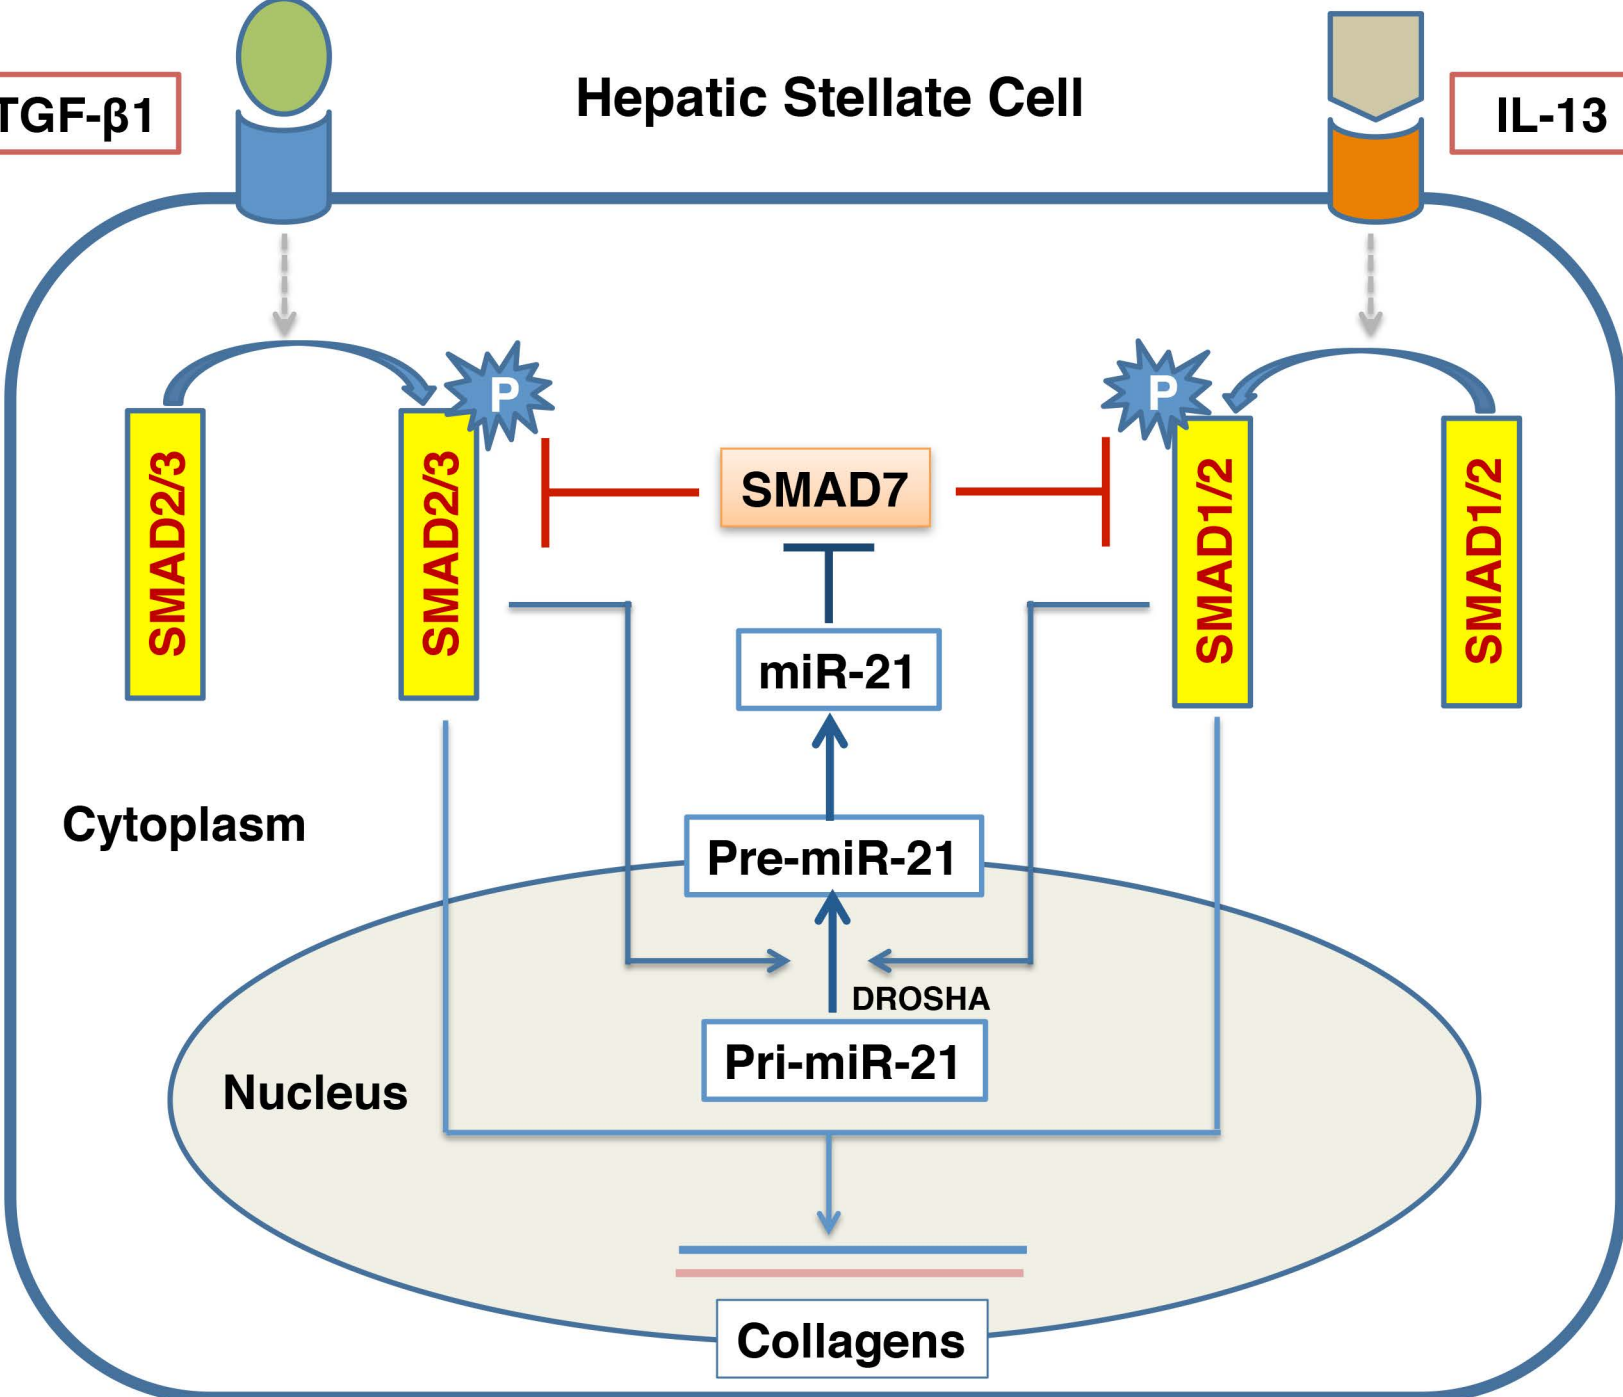 Hepatic Stellate Cell
TGF-β1
IL-13
P
P
SMAD2/3
SMAD2/3
SMAD7
SMAD1/2
SMAD1/2
miR-21
Cytoplasm
Pre-miR-21
DROSHA
Pri-miR-21
Nucleus
Collagens